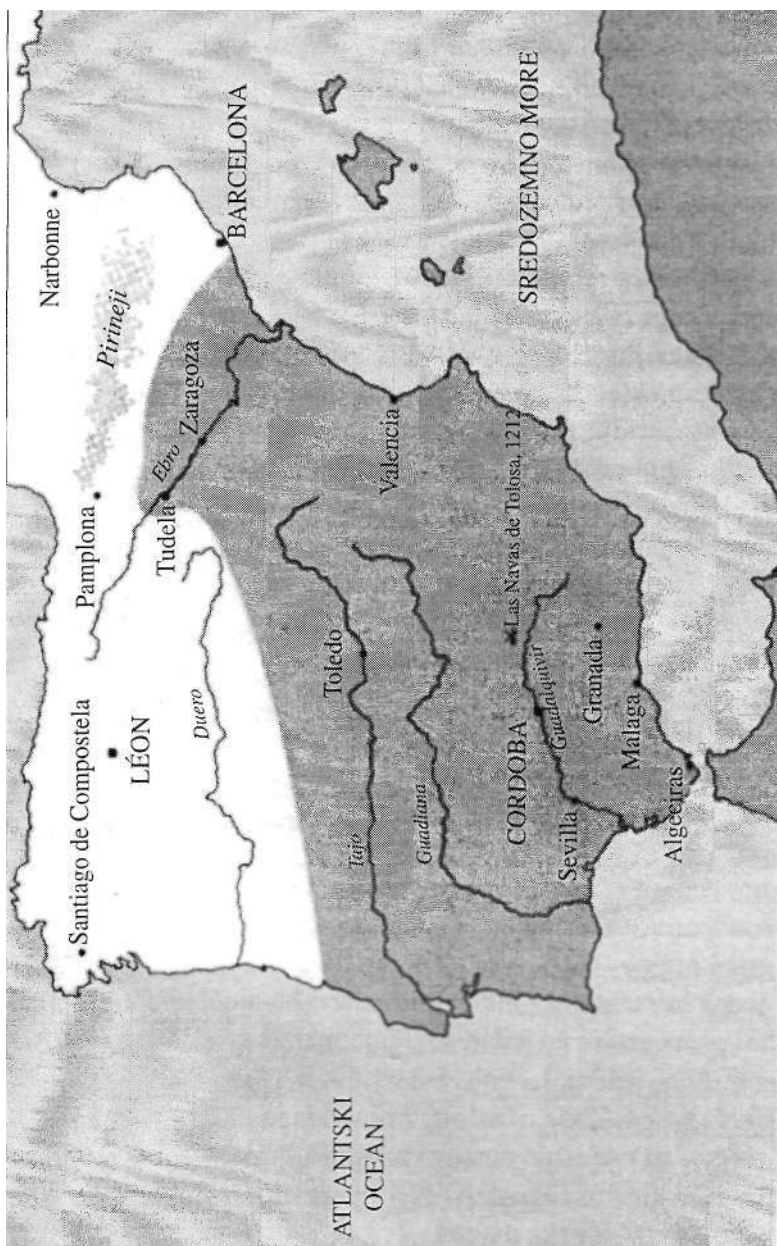 Narbonne
Santiago de Compostela
Pamplona
Pirineji
LÉON
BARCELONA
Duero
Ebro
Tudela
Zaragoza
Toledo
Tajo
Valencia
Guadiana
Las Navas de Tolosa, 1212
CORDOBA
Guadalquivir
Sevilla
Granada
Malaga
Algeciras
SREDOZEMNO MORE
ATLANTSKI
OCEAN